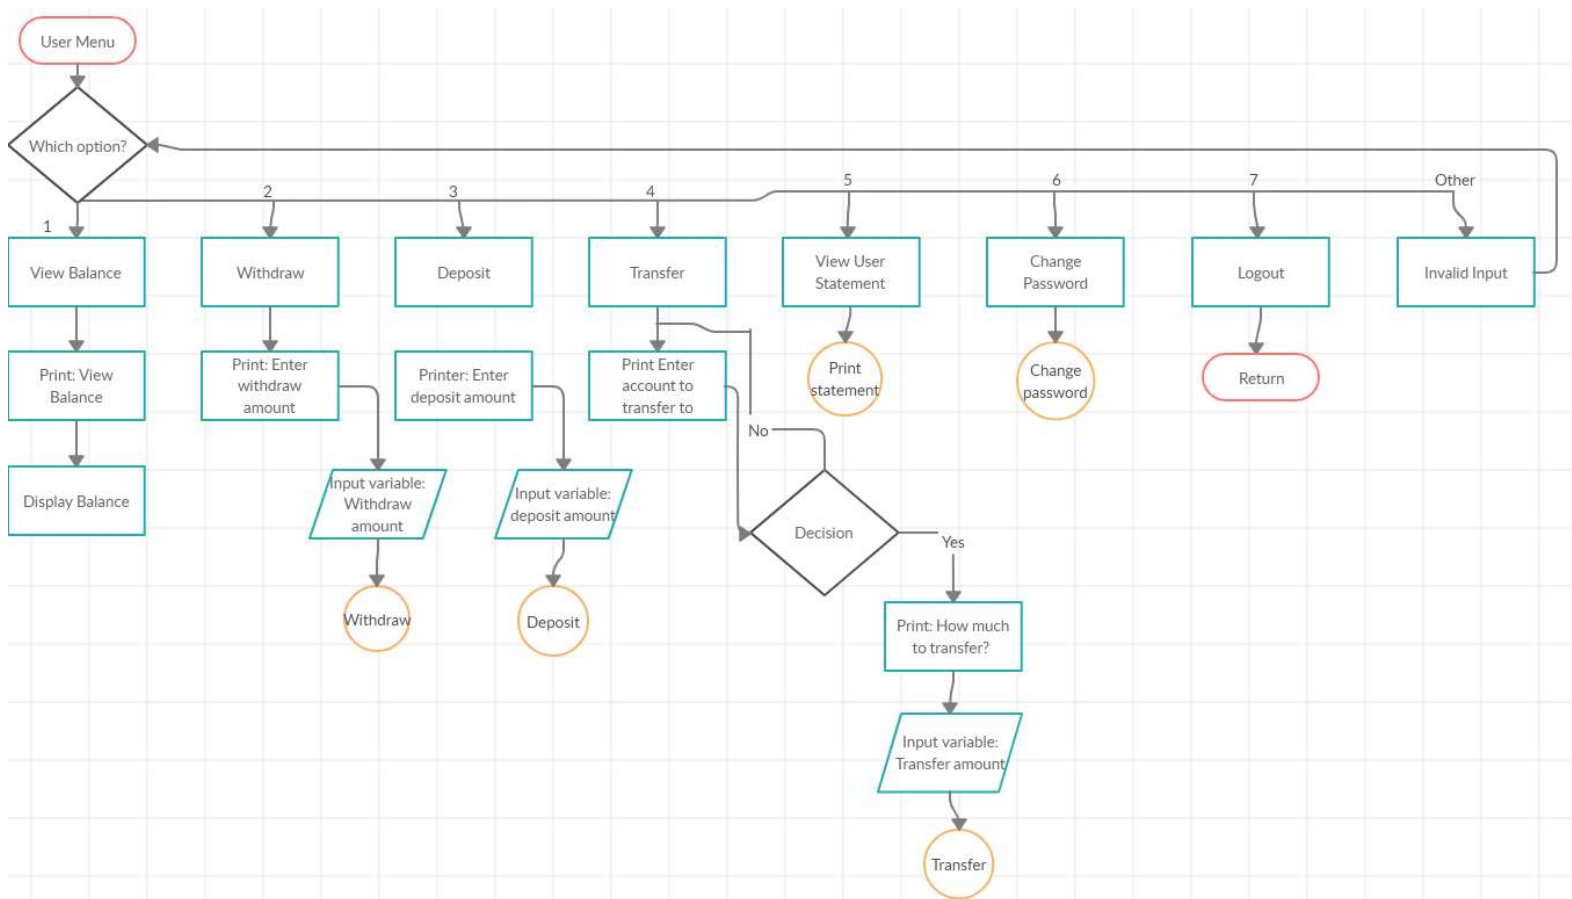 User Menu
Which option?
1
2
3
4
5
6
7
Other
View Balance
Withdraw
Deposit
Transfer
View User
Statement
Change
Password
Logout
Invalid Input
Print: View
Balance
Print: Enter
withdraw
amount
Printer: Enter
deposit amount
Print Enter
account to
transfer to
Print
statement
Change
password
Return
No
Display Balance
Input variable:
Withdraw
amount
Input variable:
deposit amount
Decision
Yes
Withdraw
Deposit
Print: How much
to transfer?
Input variable:
Transfer amount
Transfer